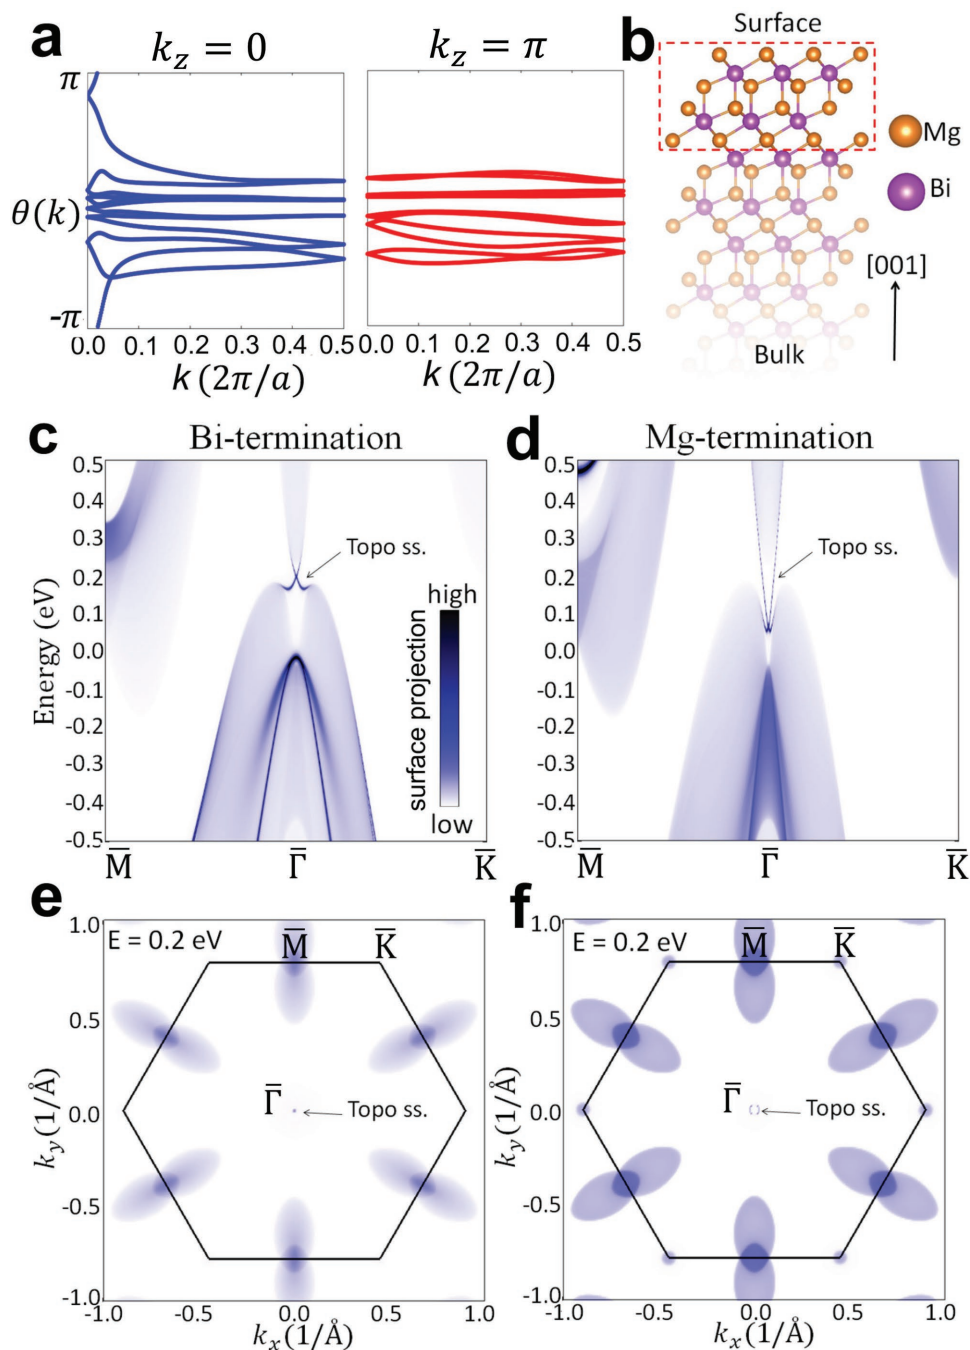 a
k_z = 0
k_z = π
π
θ(k)
-π
0.0 0.1 0.2 0.3 0.4 0.5
k (2π/a)
0.0 0.1 0.2 0.3 0.4 0.5
k (2π/a)
b
Surface
Mg
Bi
[001]
Bulk
c
Bi-termination
0.5
0.4
0.3
0.2
0.1
0.0
-0.1
-0.2
-0.3
-0.4
-0.5
Energy (eV)
Topo ss.
high
surface projection
low
M̅ Γ̅ K̅
d
Mg-termination
0.5
0.4
0.3
0.2
0.1
0.0
-0.1
-0.2
-0.3
-0.4
-0.5
Topo ss.
M̅ Γ̅ K̅
e
E = 0.2 eV
M̅ K̅
Γ̅
Topo ss.
1.0
0.5
0.0
-0.5
-1.0
k_y (1/Å)
-1.0 -0.5 0.0 0.5 1.0
k_x (1/Å)
f
E = 0.2 eV
M̅ K̅
Γ̅
Topo ss.
1.0
0.5
0.0
-0.5
-1.0
k_y (1/Å)
-0.5 0.0 0.5 1.0
k_x (1/Å)